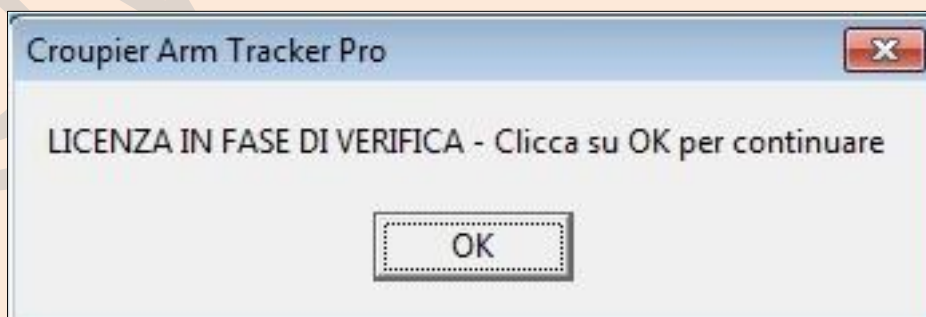 Croupier Arm Tracker Pro
LICENZA IN FASE DI VERIFICA - Clicca su OK per continuare
OK